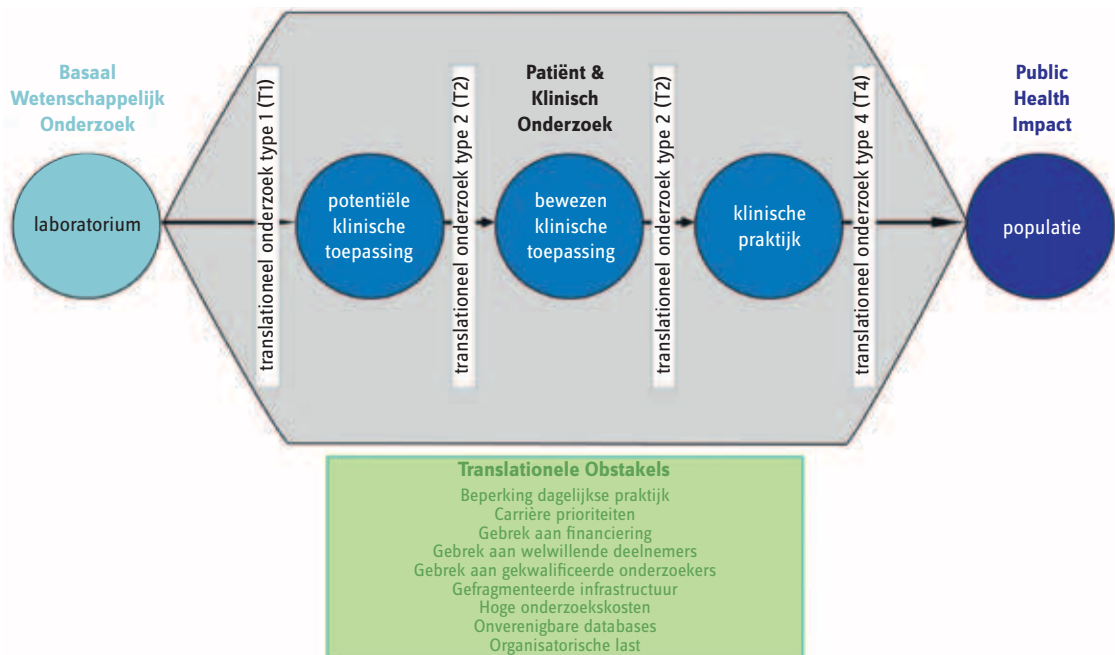 Basaal
Wetenschappelijk
Onderzoek
laboratorium
translationeel onderzoek type 1 (T1)
potentiële
klinische
toepassing
translationeel onderzoek type 2 (T2)
Patiënt &
Klinisch
Onderzoek
bewezen
klinische
toepassing
translationeel onderzoek type 2 (T2)
klinische
praktijk
translationeel onderzoek type 4 (T4)
Public
Health
Impact
populatie
Translationele Obstakels
Beperking dagelijkse praktijk
Carrière prioriteiten
Gebrek aan financiering
Gebrek aan welwillende deelnemers
Gebrek aan gekwalificeerde onderzoekers
Gefragmenteerde infrastructuur
Hoge onderzoekskosten
Onverenigbare databases
Organisatorische last